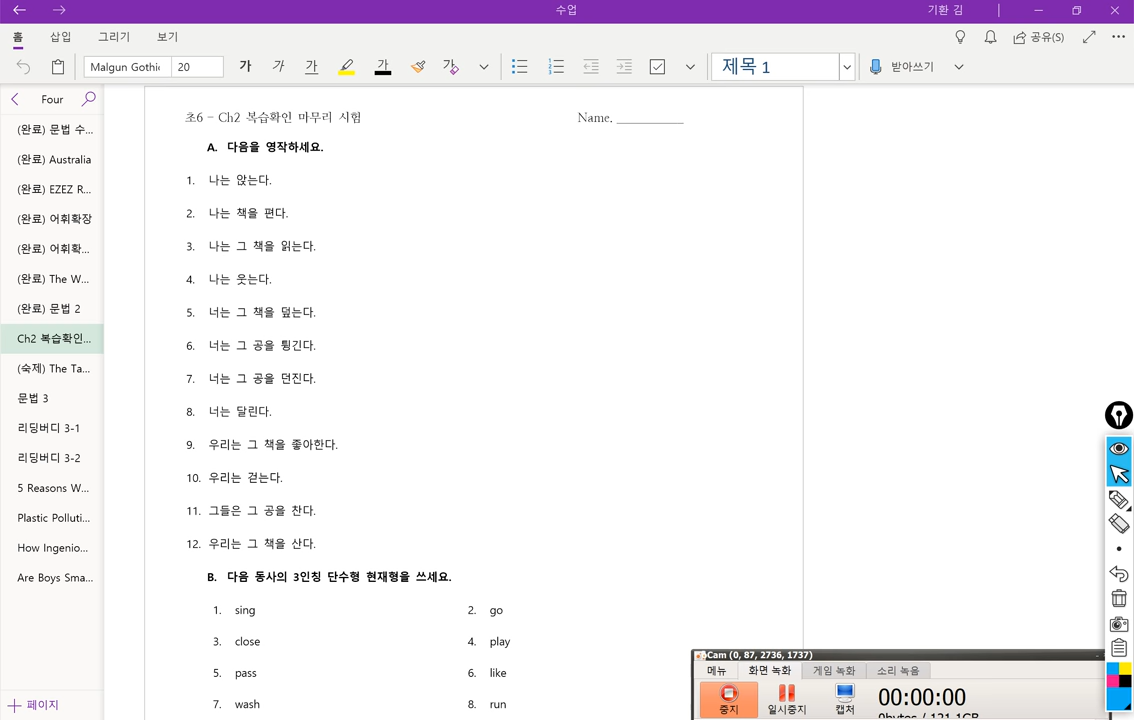 수업
기환 김
홈 삽입 그리기 보기
공유(S)
Malgun Gothic 20 가 가 가 가 가 제목 1 받아쓰기
Four
(완료) 문법 수...
(완료) Australia
(완료) EZEZ R...
(완료) 어휘확장
(완료) 어휘확...
(완료) The W...
(완료) 문법 2
Ch2 복습확인...
(숙제) The Ta...
문법 3
리딩버디 3-1
리딩버디 3-2
5 Reasons W...
Plastic Polluti...
How Ingenio...
Are Boys Sma...
페이지
초6 - Ch2 복습확인 마무리 시험 Name. __________
A. 다음을 영작하세요.
1. 나는 앉는다.
2. 나는 책을 편다.
3. 나는 그 책을 읽는다.
4. 나는 웃는다.
5. 너는 그 책을 덮는다.
6. 너는 그 공을 튕긴다.
7. 너는 그 공을 던진다.
8. 너는 달린다.
9. 우리는 그 책을 좋아한다.
10. 우리는 걷는다.
11. 그들은 그 공을 찬다.
12. 우리는 그 책을 산다.
B. 다음 동사의 3인칭 단수형 현재형을 쓰세요.
1. sing 2. go
3. close 4. play
5. pass 6. like
7. wash 8. run
oCam (0, 87, 2736, 1737)
메뉴 화면 녹화 게임 녹화 소리 녹음
중지 일시중지 캡처 00:00:00
0bytes / 121.1GB